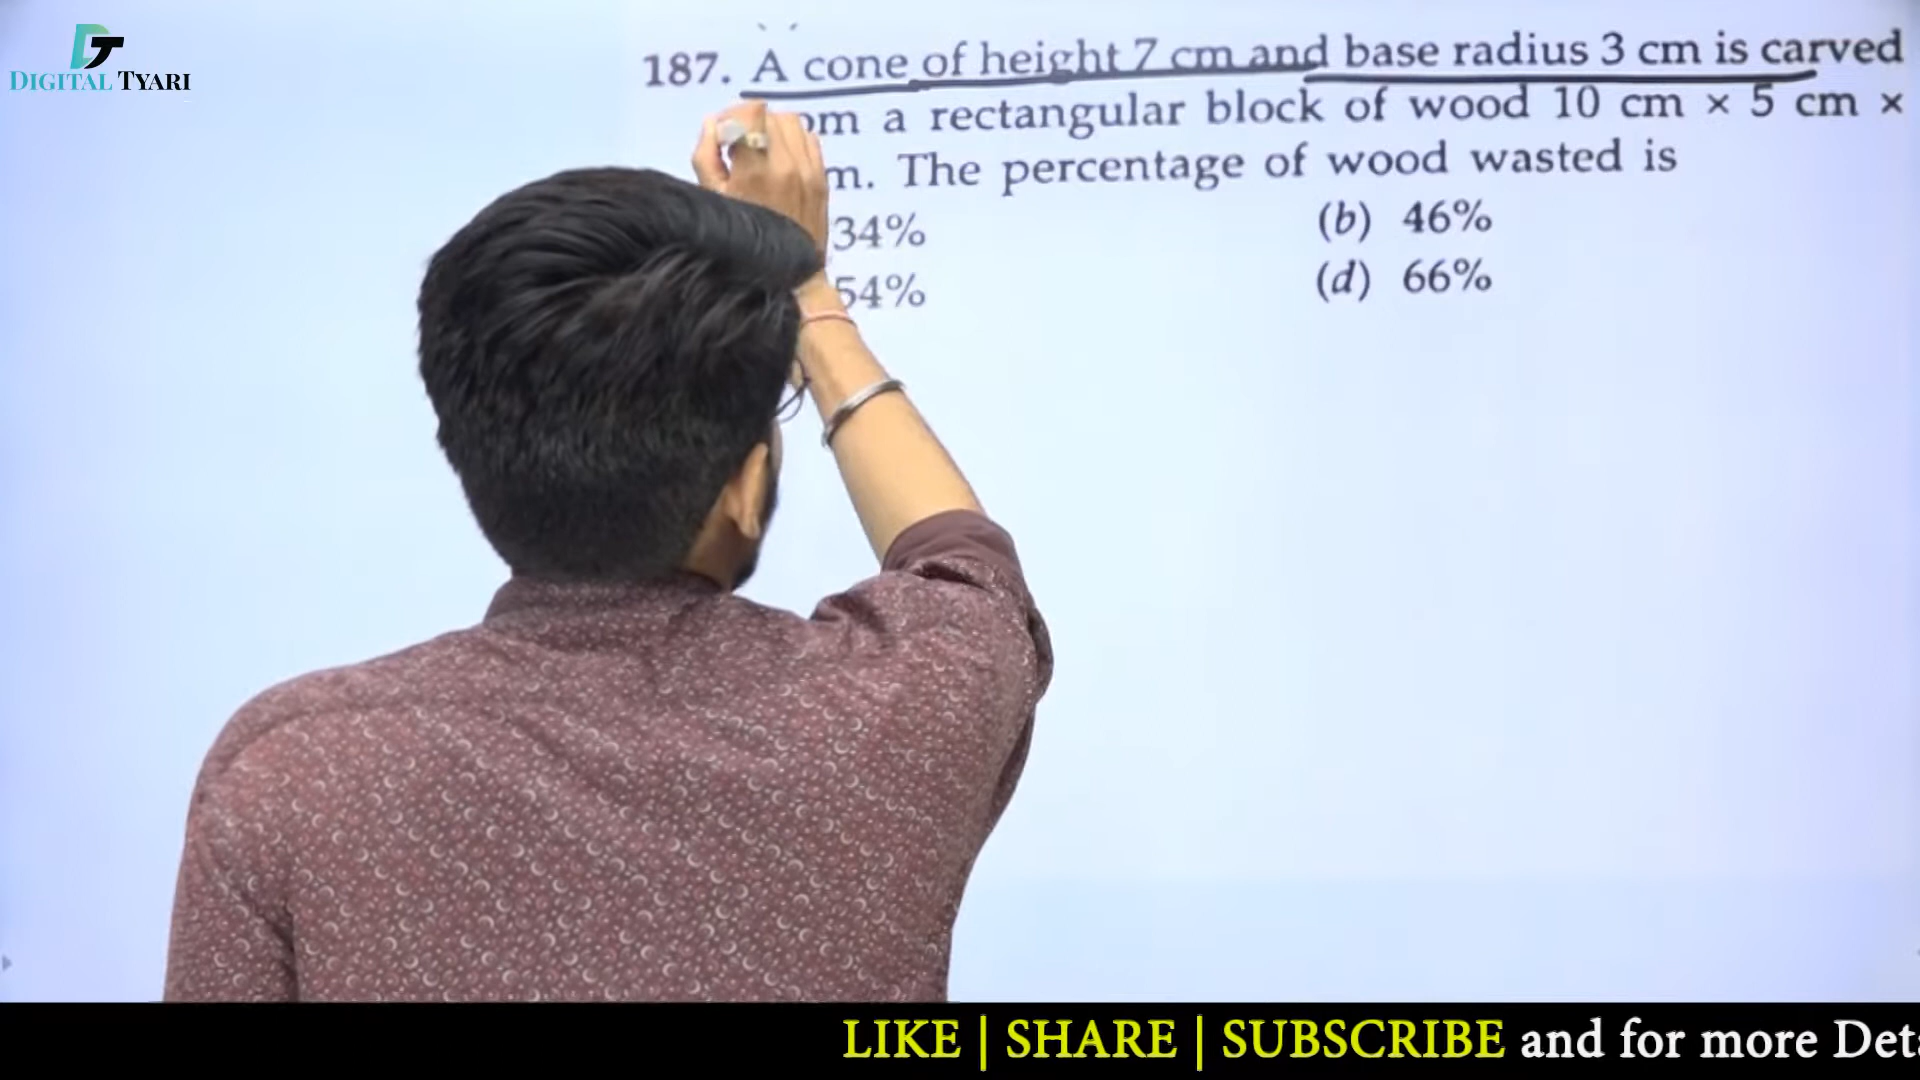 DIGITAL TYARI
187. A cone of height 7 cm and base radius 3 cm is carved
a rectangular block of wood 10 cm × 5 cm ×
The percentage of wood wasted is
34%
(b) 46%
54%
(d) 66%
LIKE | SHARE | SUBSCRIBE and for more